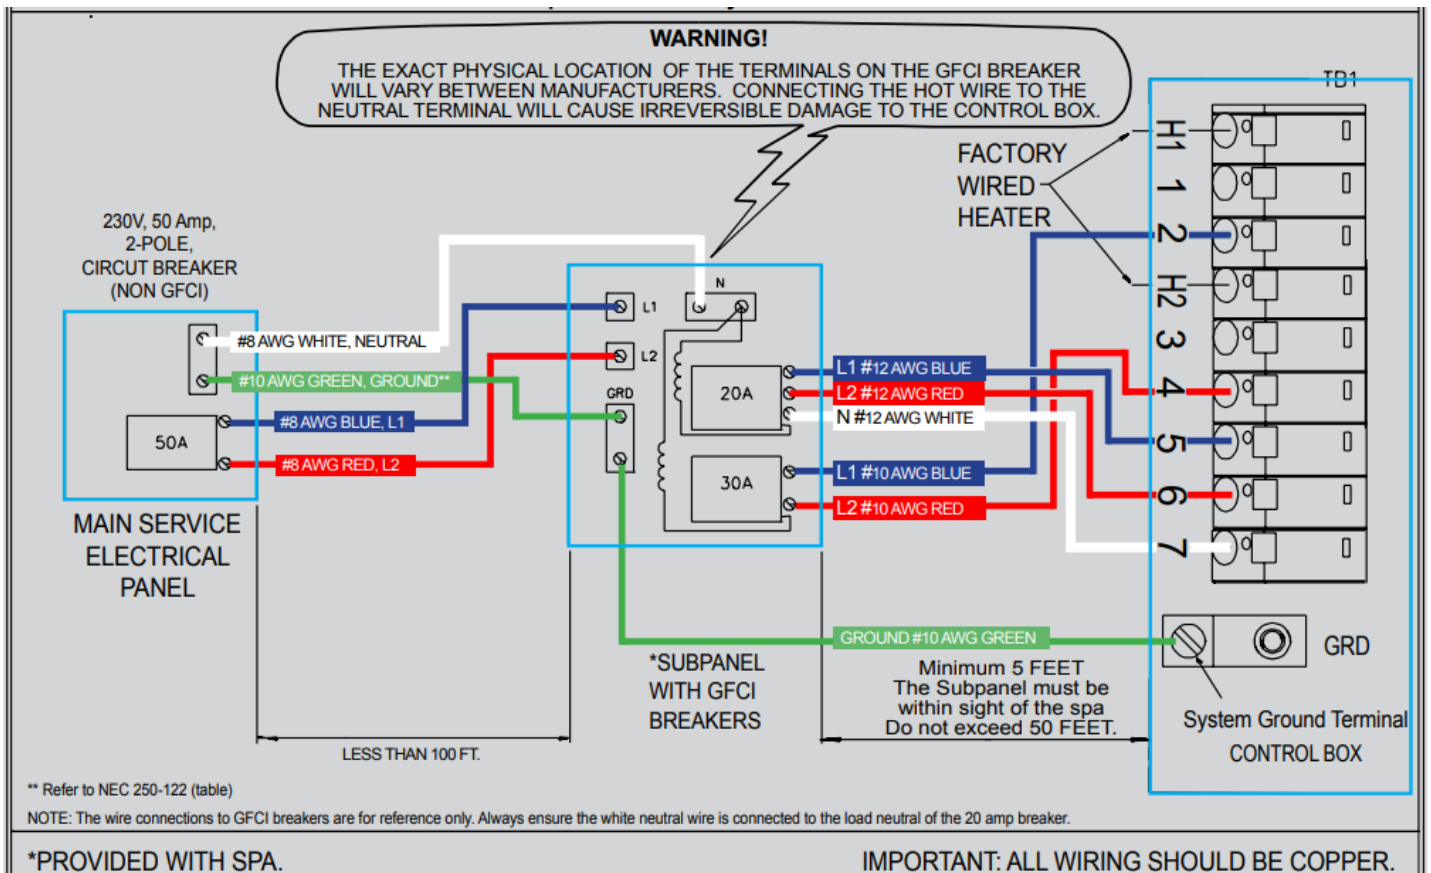 WARNING!
THE EXACT PHYSICAL LOCATION OF THE TERMINALS ON THE GFCI BREAKER
WILL VARY BETWEEN MANUFACTURERS. CONNECTING THE HOT WIRE TO THE
NEUTRAL TERMINAL WILL CAUSE IRREVERSIBLE DAMAGE TO THE CONTROL BOX.
TB1
FACTORY
WIRED
HEATER
H1
1
2
H2
3
4
5
6
7
230V, 50 Amp,
2-POLE,
CIRCUT BREAKER
(NON GFCI)
#8 AWG WHITE, NEUTRAL
#10 AWG GREEN, GROUND**
#8 AWG BLUE, L1
#8 AWG RED, L2
50A
MAIN SERVICE
ELECTRICAL
PANEL
N
L1
L2
GRD
20A
30A
L1 #12 AWG BLUE
L2 #12 AWG RED
N #12 AWG WHITE
L1 #10 AWG BLUE
L2 #10 AWG RED
GROUND #10 AWG GREEN
GRD
*SUBPANEL
WITH GFCI
BREAKERS
Minimum 5 FEET
The Subpanel must be
within sight of the spa
Do not exceed 50 FEET.
System Ground Terminal
CONTROL BOX
LESS THAN 100 FT.
** Refer to NEC 250-122 (table)
NOTE: The wire connections to GFCI breakers are for reference only. Always ensure the white neutral wire is connected to the load neutral of the 20 amp breaker.
*PROVIDED WITH SPA.
IMPORTANT: ALL WIRING SHOULD BE COPPER.